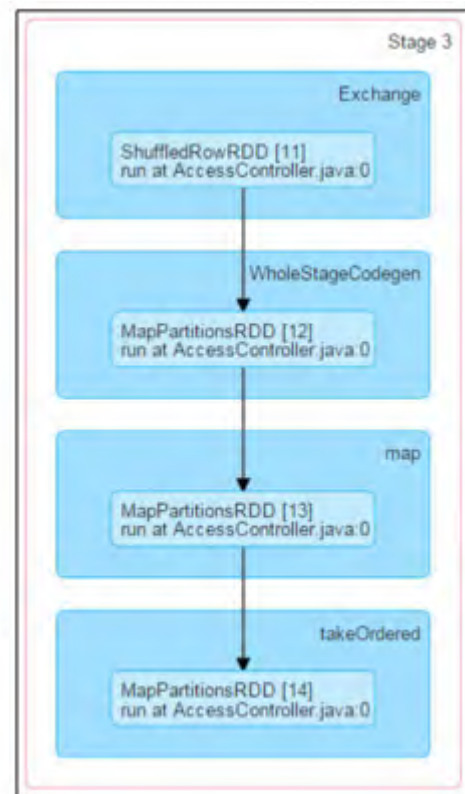 Stage 3
Exchange
ShuffledRowRDD [11]
run at AccessController.java:0
WholeStageCodegen
MapPartitionsRDD [12]
run at AccessController.java:0
map
MapPartitionsRDD [13]
run at AccessController.java:0
takeOrdered
MapPartitionsRDD [14]
run at AccessController.java:0